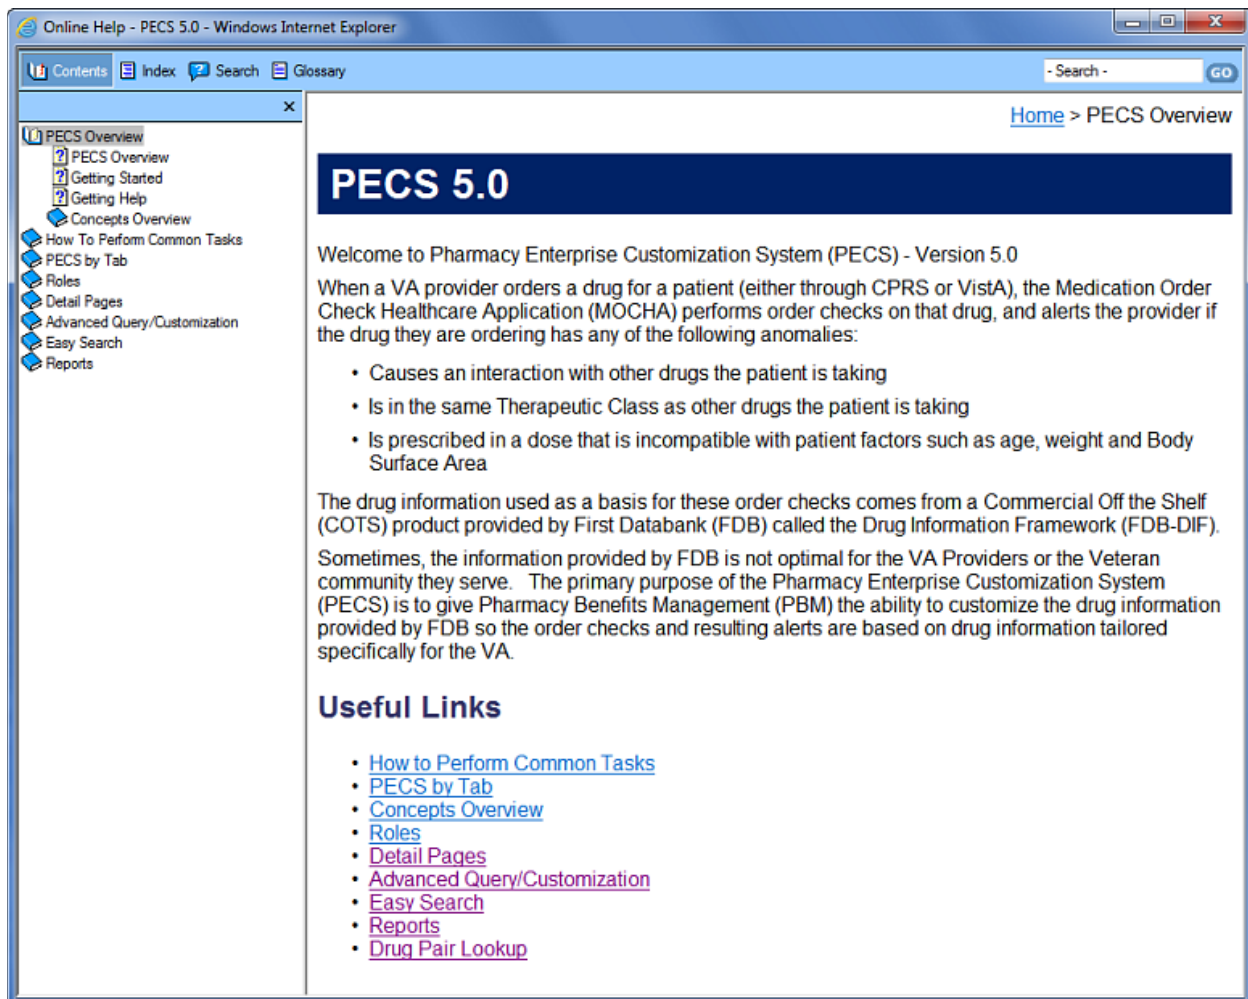 Online Help - PECS 5.0 - Windows Internet Explorer
Contents Index Search Glossary
- Search - GO
PECS Overview
PECS Overview
Getting Started
Getting Help
Concepts Overview
How To Perform Common Tasks
PECS by Tab
Roles
Detail Pages
Advanced Query/Customization
Easy Search
Reports
Home > PECS Overview
PECS 5.0
Welcome to Pharmacy Enterprise Customization System (PECS) - Version 5.0
When a VA provider orders a drug for a patient (either through CPRS or VistA), the Medication Order
Check Healthcare Application (MOCHA) performs order checks on that drug, and alerts the provider if
the drug they are ordering has any of the following anomalies:
• Causes an interaction with other drugs the patient is taking
• Is in the same Therapeutic Class as other drugs the patient is taking
• Is prescribed in a dose that is incompatible with patient factors such as age, weight and Body
Surface Area
The drug information used as a basis for these order checks comes from a Commercial Off the Shelf
(COTS) product provided by First Databank (FDB) called the Drug Information Framework (FDB-DIF).
Sometimes, the information provided by FDB is not optimal for the VA Providers or the Veteran
community they serve. The primary purpose of the Pharmacy Enterprise Customization System
(PECS) is to give Pharmacy Benefits Management (PBM) the ability to customize the drug information
provided by FDB so the order checks and resulting alerts are based on drug information tailored
specifically for the VA.
Useful Links
• How to Perform Common Tasks
• PECS by Tab
• Concepts Overview
• Roles
• Detail Pages
• Advanced Query/Customization
• Easy Search
• Reports
• Drug Pair Lookup